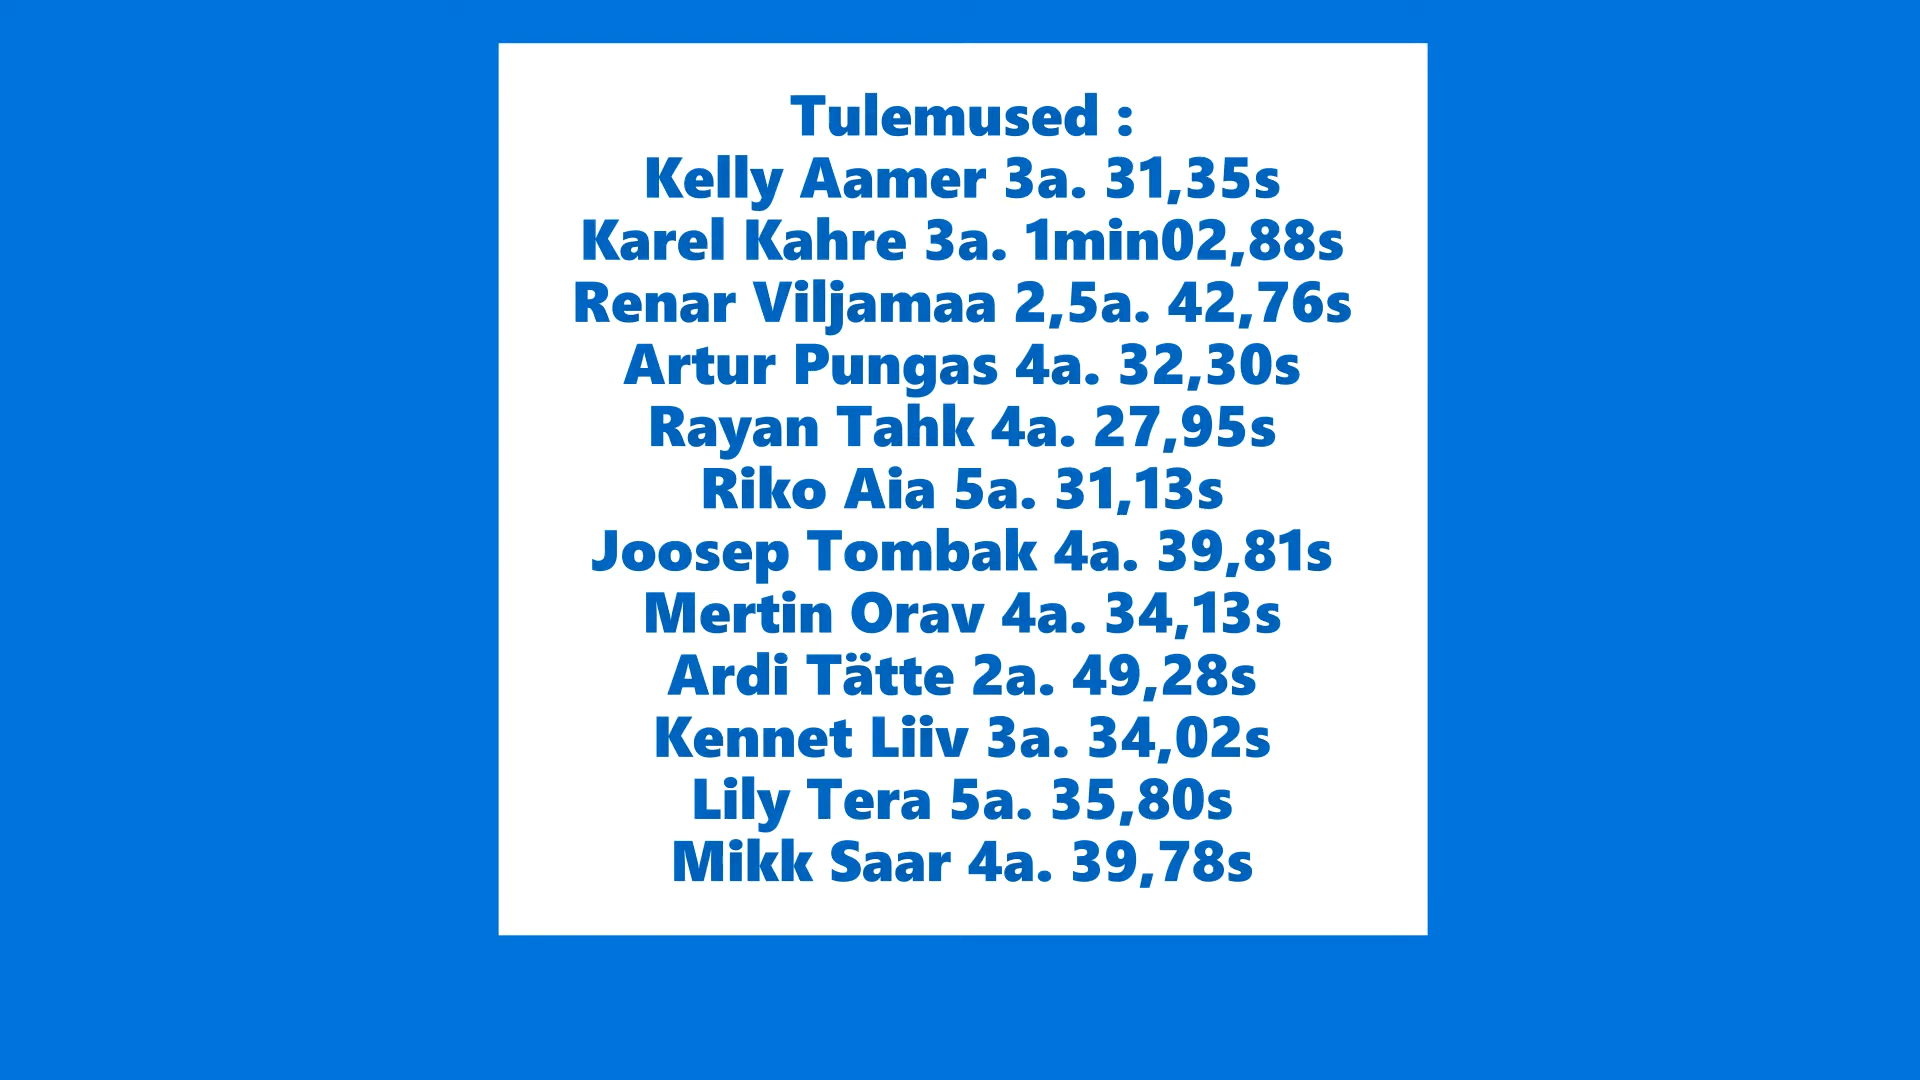 Tulemused :
Kelly Aamer 3a. 31,35s
Karel Kahre 3a. 1min02,88s
Renar Viljamaa 2,5a. 42,76s
Artur Pungas 4a. 32,30s
Rayan Tahk 4a. 27,95s
Riko Aia 5a. 31,13s
Joosep Tombak 4a. 39,81s
Mertin Orav 4a. 34,13s
Ardi Tätte 2a. 49,28s
Kennet Liiv 3a. 34,02s
Lily Tera 5a. 35,80s
Mikk Saar 4a. 39,78s